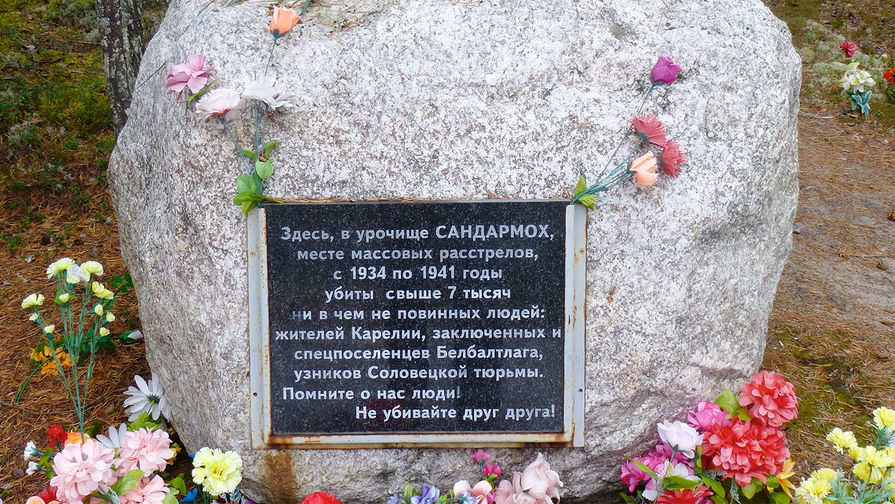 Здесь, в урочище САНДАРМОХ,
месте массовых расстрелов,
с 1934 по 1941 годы
убиты свыше 7 тысяч
ни в чем не повинных людей:
жителей Карелии, заключенных и
спецпоселенцев Белбалтлага,
узников Соловецкой тюрьмы.
Помните о нас люди!
Не убивайте друг друга!